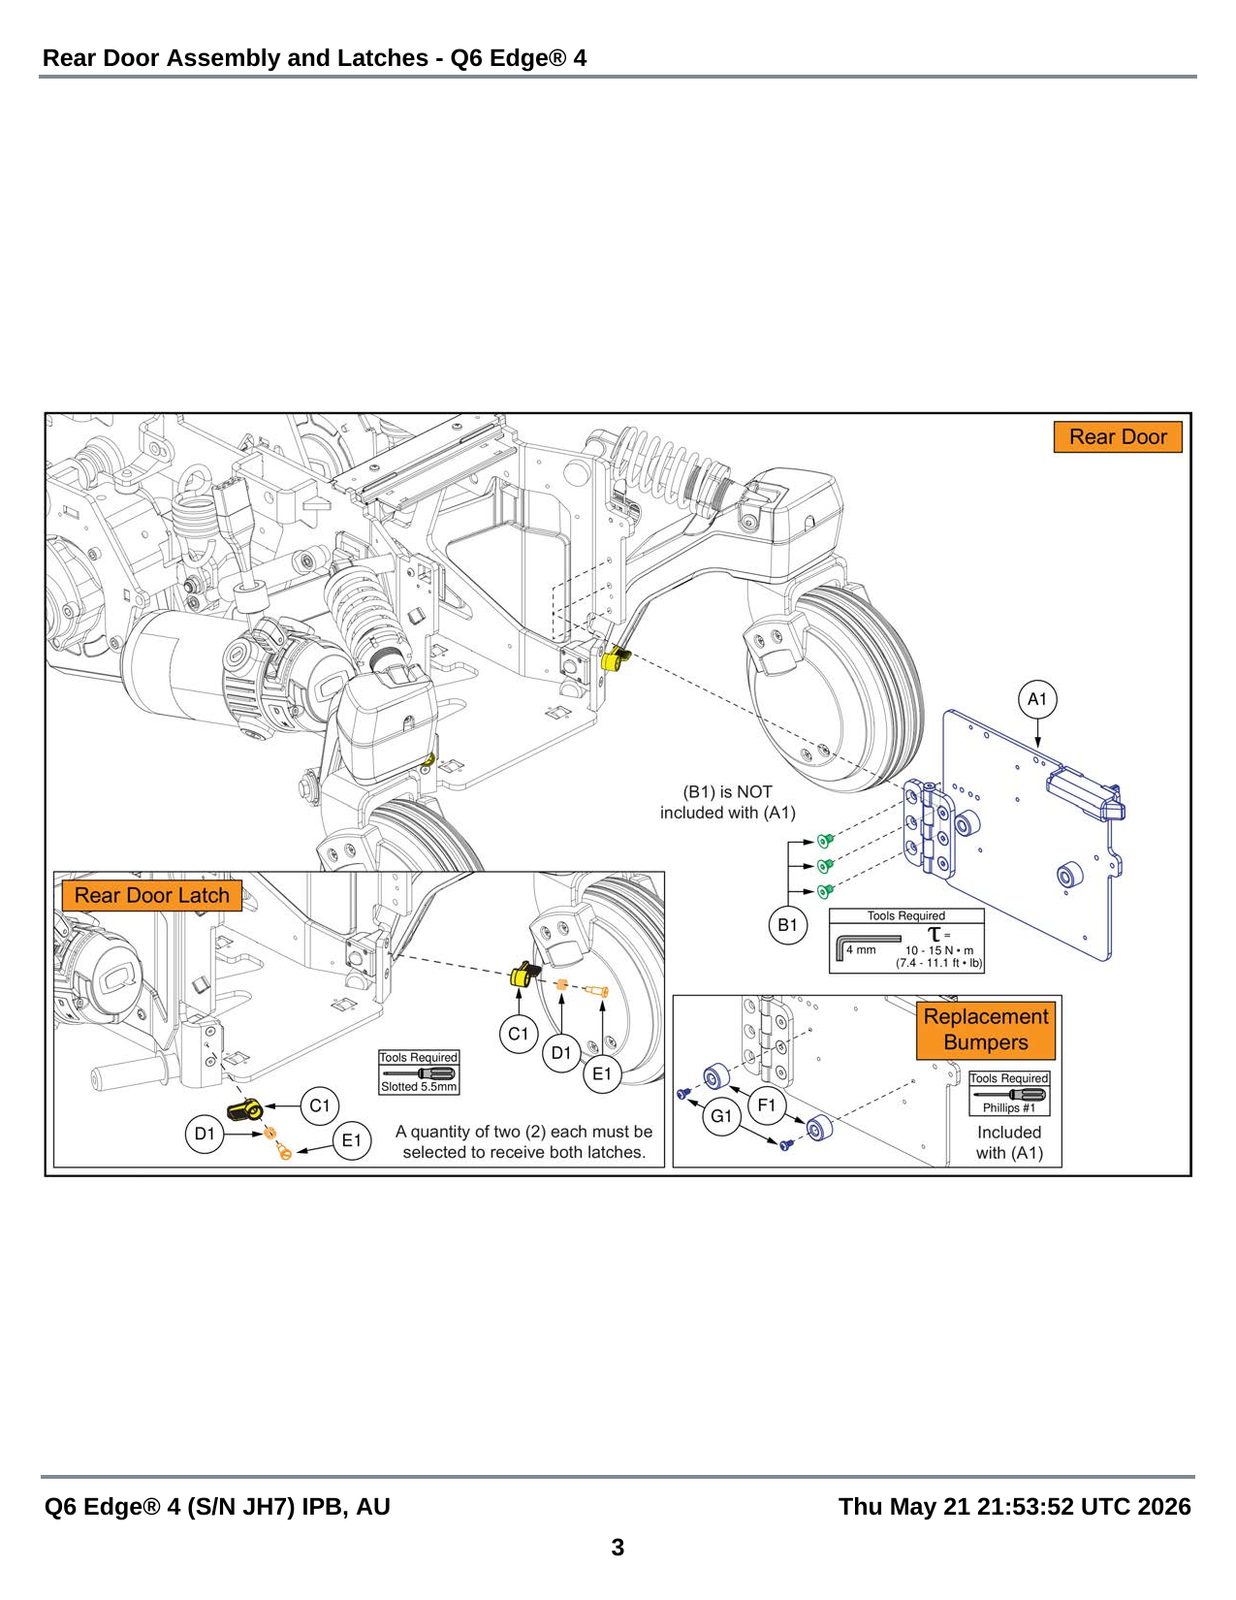 Rear Door Assembly and Latches - Q6 Edge® 4
Rear Door
A1
(B1) is NOT
included with (A1)
B1
Tools Required
4 mm
τ =
10 - 15 N • m
(7.4 - 11.1 ft • lb)
Rear Door Latch
C1
D1
E1
Tools Required
Slotted 5.5mm
C1
D1
E1
A quantity of two (2) each must be
selected to receive both latches.
Replacement
Bumpers
Tools Required
Phillips #1
F1
G1
Included
with (A1)
Q6 Edge® 4 (S/N JH7) IPB, AU
Thu May 21 21:53:52 UTC 2026
3